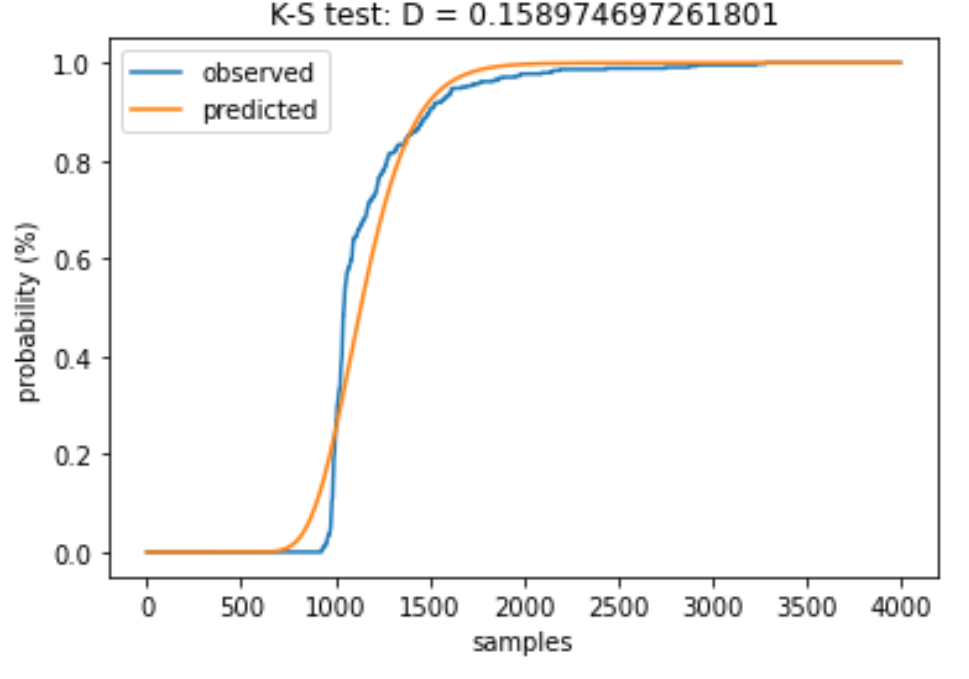 K-S test: D = 0.158974697261801
observed
predicted
1.0
0.8
0.6
0.4
0.2
0.0
probability (%)
0 500 1000 1500 2000 2500 3000 3500 4000
samples